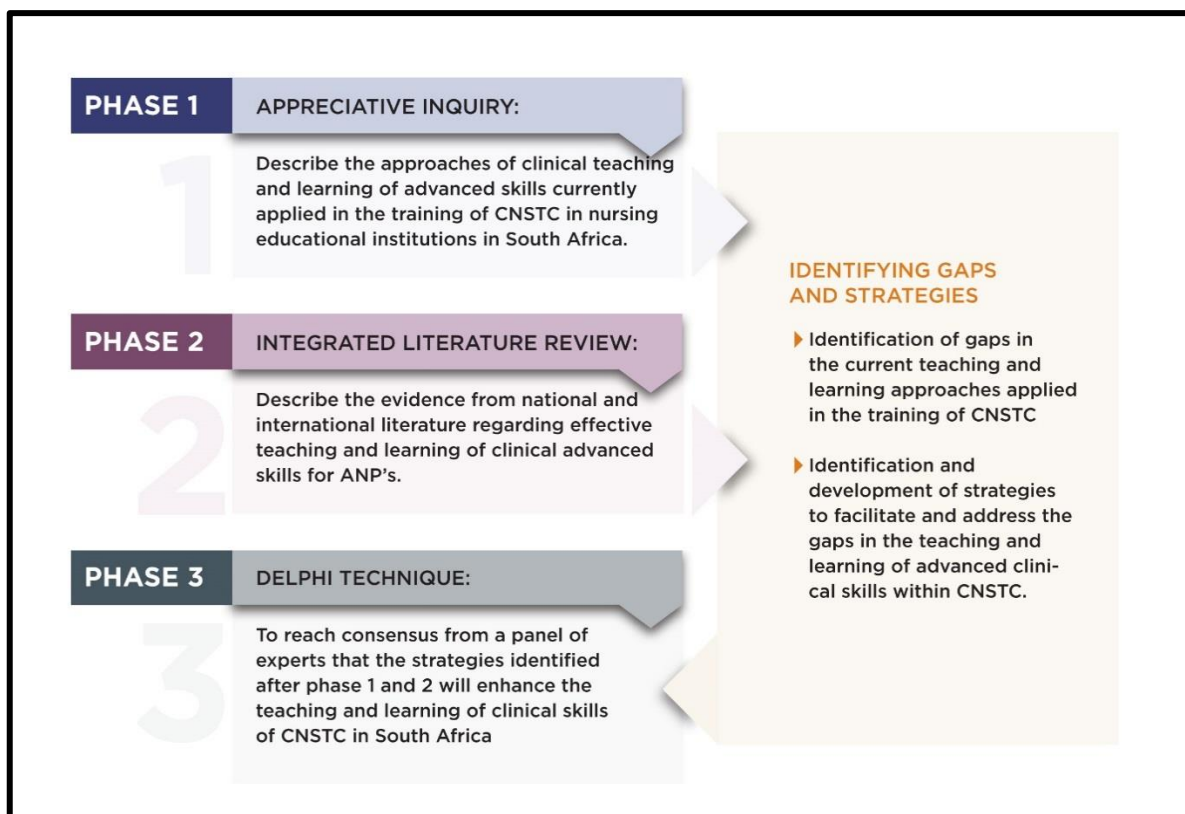 PHASE 1
APPRECIATIVE INQUIRY:
1
Describe the approaches of clinical teaching
and learning of advanced skills currently
applied in the training of CNSTC in nursing
educational institutions in South Africa.
PHASE 2
INTEGRATED LITERATURE REVIEW:
2
Describe the evidence from national and
international literature regarding effective
teaching and learning of clinical advanced
skills for ANP's.
PHASE 3
DELPHI TECHNIQUE:
3
To reach consensus from a panel of
experts that the strategies identified
after phase 1 and 2 will enhance the
teaching and learning of clinical skills
of CNSTC in South Africa
IDENTIFYING GAPS
AND STRATEGIES
Identification of gaps in
the current teaching and
learning approaches applied
in the training of CNSTC
Identification and
development of strategies
to facilitate and address the
gaps in the teaching and
learning of advanced clini-
cal skills within CNSTC.